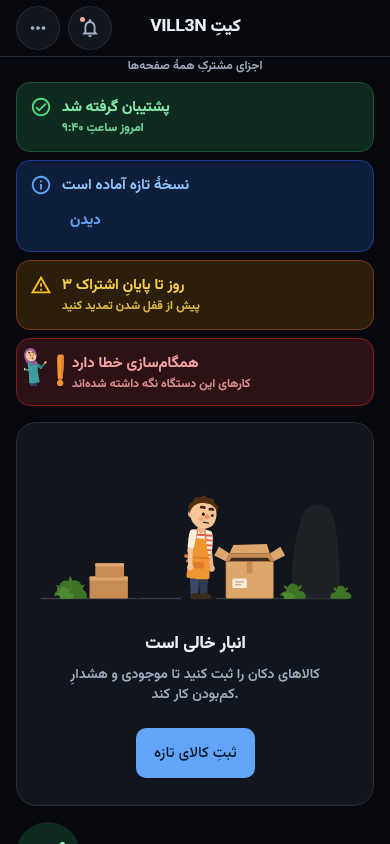 کیتِ VILL3N
اجزای مشترکِ همهٔ صفحه‌ها
پشتیبان گرفته شد
امروز ساعتِ ۹:۴۰
نسخهٔ تازه آماده است
دیدن
۳ روز تا پایانِ اشتراک
پیش از قفل شدن تمدید کنید
همگام‌سازی خطا دارد
کارهای این دستگاه نگه داشته شده‌اند
انبار خالی است
کالاهای دکان را ثبت کنید تا موجودی و هشدارِ
کم‌بودن کار کند.
ثبتِ کالای تازه